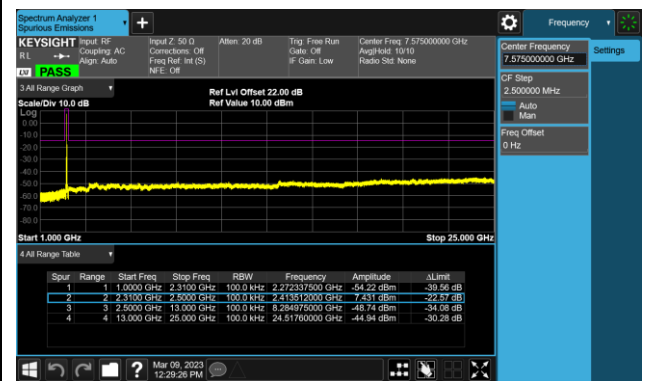 Spectrum Analyzer 1
Spurious Emissions
Frequency
KEYSIGHT
Input: RF
Input Z: 50 Ω
Atten: 20 dB
Trig: Free Run
Center Freq: 7.575000000 GHz
RL
Coupling: AC
Corrections: Off
Gate: Off
Avg|Hold: 10/10
Align: Auto
Freq Ref: Int (S)
IF Gain: Low
Radio Std: None
NFE: Off
LXI PASS
Center Frequency
7.575000000 GHz
Settings
CF Step
2.500000 MHz
Auto
Man
Freq Offset
0 Hz
3 All Range Graph
Ref Lvl Offset 22.00 dB
Scale/Div 10.0 dB
Ref Value 10.00 dBm
Log
0.00
-10.0
-20.0
-30.0
-40.0
-50.0
-60.0
-70.0
-80.0
Start 1.000 GHz
Stop 25.000 GHz
4 All Range Table
Spur Range Start Freq Stop Freq RBW Frequency Amplitude ΔLimit
1 1 1.0000 GHz 2.3100 GHz 100.0 kHz 2.272337500 GHz -54.22 dBm -39.56 dB
2 2 2.3100 GHz 2.5000 GHz 100.0 kHz 2.413512000 GHz 7.431 dBm -22.57 dB
3 3 2.5000 GHz 13.000 GHz 100.0 kHz 8.284975000 GHz -48.74 dBm -34.08 dB
4 4 13.000 GHz 25.000 GHz 100.0 kHz 24.51760000 GHz -44.94 dBm -30.28 dB
Mar 09, 2023
12:29:26 PM